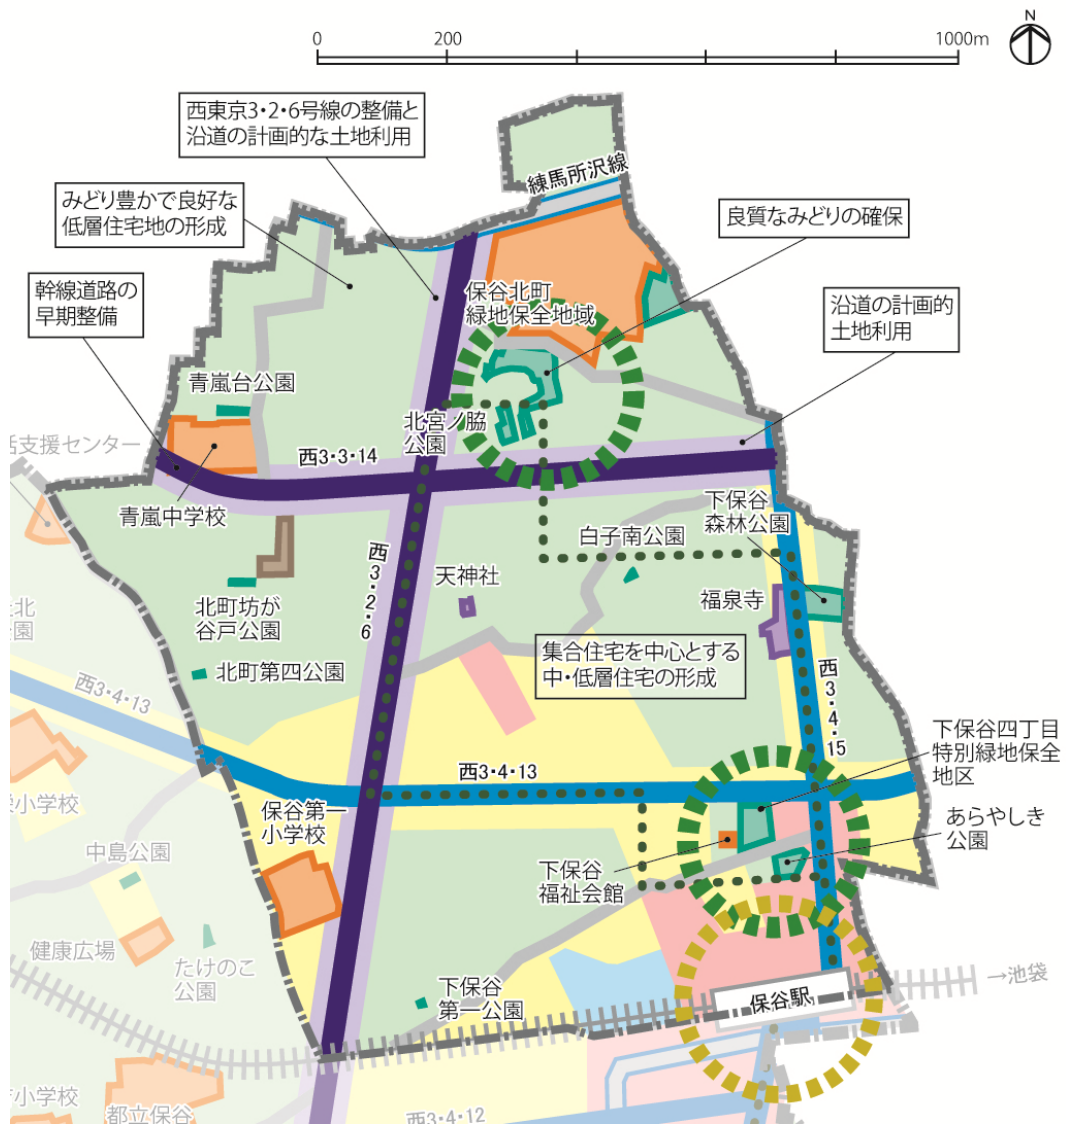 0
200
1000m
N
西東京3・2・6号線の整備と
沿道の計画的な土地利用
練馬所沢線
みどり豊かで良好な
低層住宅地の形成
良質なみどりの確保
幹線道路の
早期整備
保谷北町
緑地保全地域
沿道の計画的
土地利用
青嵐台公園
北宮ノ脇
公園
活支援センター
西3・3・14
青嵐中学校
下保谷
森林公園
白子南公園
西3・2・6
天神社
福泉寺
北町坊が
谷戸公園
集合住宅を中心とする
中・低層住宅の形成
北町第四公園
西3・4・13
西3・4・15
下保谷四丁目
特別緑地保全
地区
西3・4・13
保谷第一
小学校
小学校
あらやしき
公園
中島公園
下保谷
福祉会館
健康広場
たけのこ
公園
下保谷
第一公園
保谷駅
→池袋
小学校
都立保谷
西3・4・12